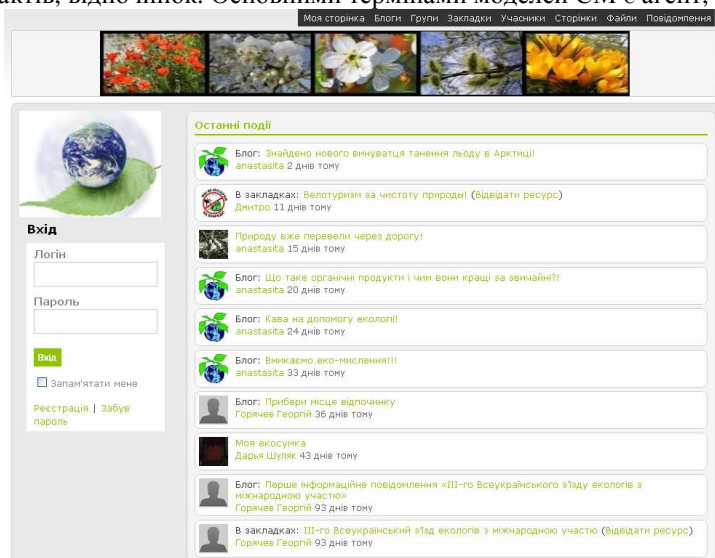 актів, відпочинок. Основними термінами моделей СМ є агент,
Моя сторінка Блоги Групи Закладки Учасники Сторінки Файли Повідомлення
Вхід
Логін
Пароль
Вхід
Запам'ятати мене
Реєстрація | Забув
пароль
Останні події
Блог: Знайдено нового винуватця танення льоду в Арктиці!
anastasita 2 днів тому
В закладках: Велотуризм за чистоту природы! (Відвідати ресурс)
Дмитро 11 днів тому
Природу вже перевели через дорогу!
anastasita 15 днів тому
Блог: Що таке органічні продукти і чим вони кращі за звичайні?!
anastasita 20 днів тому
Блог: Кава на допомогу екології!
anastasita 24 днів тому
Блог: Вмикаємо еко-мислення!!!
anastasita 33 днів тому
Блог: Прибери місце відпочинку
Горячев Георгій 36 днів тому
Моя екосумка
Дарья Шуляк 43 днів тому
Блог: Перше інформаційне повідомлення «III-го Всеукраїнського з'їзду екологів з
міжнародною участю»
Горячев Георгій 93 днів тому
В закладках: III-го Всеукраїнський з'їзд екологів з міжнародною участю (Відвідати ресурс)
Горячев Георгій 93 днів тому